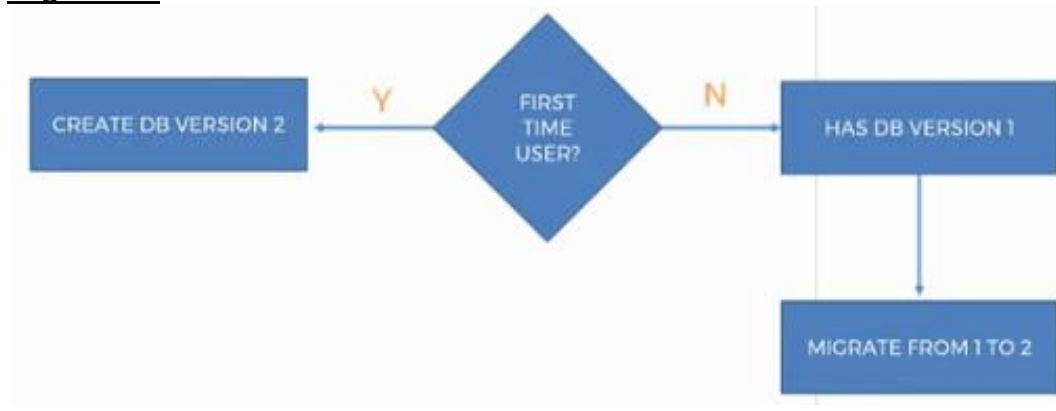 CREATE DB VERSION 2
Y
FIRST
TIME
USER?
N
HAS DB VERSION 1
MIGRATE FROM 1 TO 2